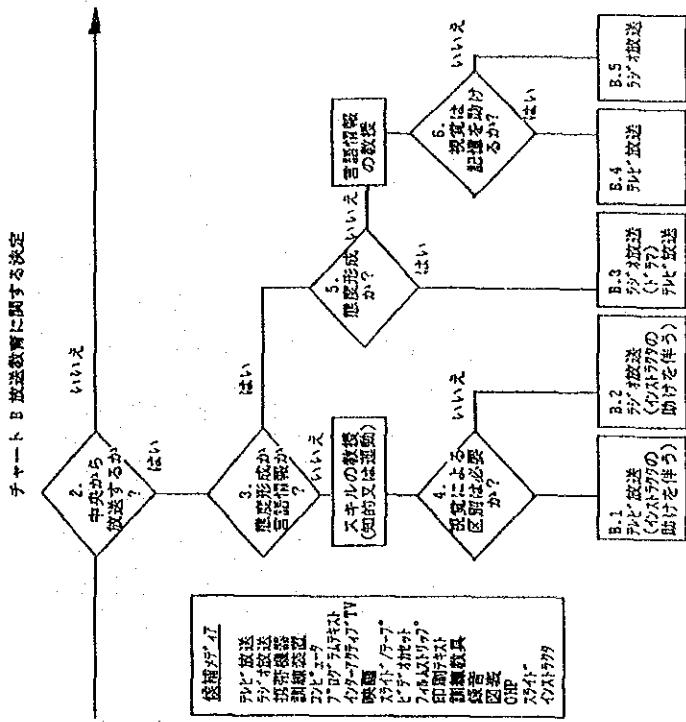 チャート B 放送教育に関する決定
2.
中央から
放送するか
?
いいえ
はい
3.
態度形成か
言語情報か
?
はい
いいえ
スキルの教授
(知的又は運動)
4.
視覚による
区別は必要
か?
いいえ
はい
5.
態度形成
か?
いいえ
はい
言語情報
の教授
6.
視覚は
記憶を助け
るか?
いいえ
はい
B.1
テレビ放送
(インストラクタの
助けを伴う)
B.2
ラジオ放送
(インストラクタの
助けを伴う)
B.3
ラジオ放送
(ドラマ)
テレビ放送
B.4
テレビ放送
B.5
ラジオ放送
候補メディア
テレビ放送
ラジオ放送
携帯機器
訓練装置
コンピュータ
プログラムテキスト
インターアクティブTV
映画
スライド/テープ
ビデオカセット
フィルムストリップ
印刷テキスト
訓練教具
録音
図表
OHP
スライド
インストラクタ